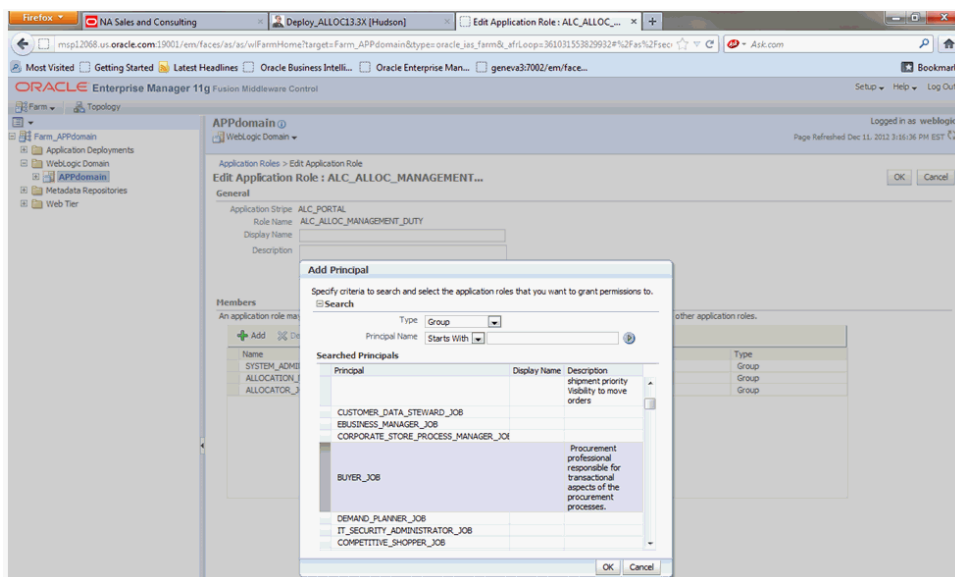 Firefox
NA Sales and Consulting
Deploy_ALLOC13.3X [Hudson]
Edit Application Role : ALC_ALLOC_...
msp12068.us.oracle.com:19001/em/faces/as/as/wlFarmHome?target=Farm_APPdomain&type=oracle_ias_farm&_afrLoop=361031553829932#%2Fas%2Fsec
Ask.com
Most Visited
Getting Started
Latest Headlines
Oracle Business Intelli...
Oracle Enterprise Man...
geneva3:7002/em/face...
Bookmar
ORACLE Enterprise Manager 11g Fusion Middleware Control
Setup
Help
Log Out
Farm
Topology
Farm_APPdomain
Application Deployments
WebLogic Domain
APPdomain
Metadata Repositories
Web Tier
APPdomain
WebLogic Domain
Logged in as weblogic
Page Refreshed Dec 11, 2012 3:16:36 PM EST
Application Roles > Edit Application Role
Edit Application Role : ALC_ALLOC_MANAGEMENT...
OK
Cancel
General
Application Stripe ALC_PORTAL
Role Name ALC_ALLOC_MANAGEMENT_DUTY
Display Name
Description
Members
An application role may
other application roles.
Add
De
Name
Type
SYSTEM_ADMI
Group
ALLOCATION_
Group
ALLOCATOR_J
Group
Add Principal
Specify criteria to search and select the application roles that you want to grant permissions to.
Search
Type Group
Principal Name Starts With
Searched Principals
Principal
Display Name
Description
shipment priority
Visibility to move
orders
CUSTOMER_DATA_STEWARD_JOB
EBUSINESS_MANAGER_JOB
CORPORATE_STORE_PROCESS_MANAGER_JOB
BUYER_JOB
Procurement
professional
responsible for
transactional
aspects of the
procurement
processes.
DEMAND_PLANNER_JOB
IT_SECURITY_ADMINISTRATOR_JOB
COMPETITIVE_SHOPPER_JOB
OK
Cancel